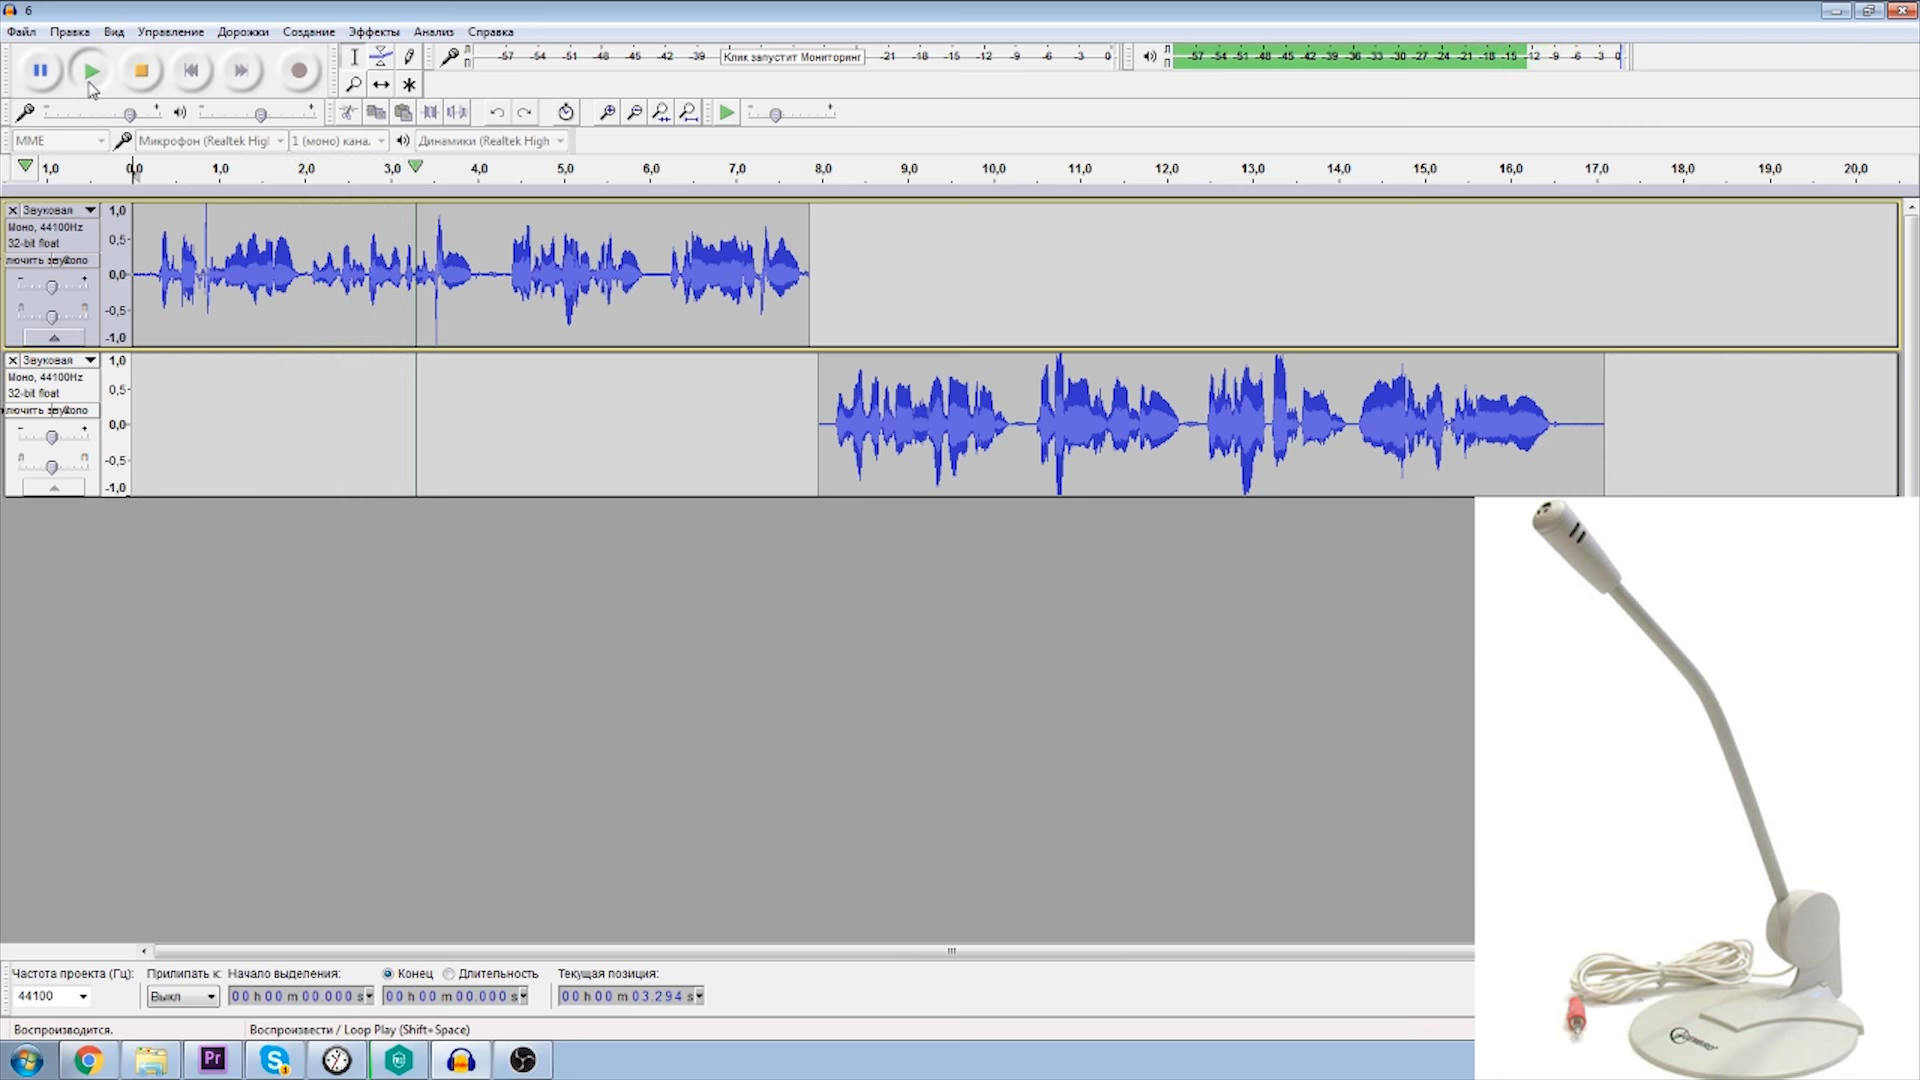 6
Файл Правка Вид Управление Дорожки Создание Эффекты Анализ Справка
Л П -57 -54 -51 -48 -45 -42 -39 Клик запустит Мониторинг -21 -18 -15 -12 -9 -6 -3 0
Л П -57 -54 -51 -48 -45 -42 -39 -36 -33 -30 -27 -24 -21 -18 -15 -12 -9 -6 -3 0
MME Микрофон (Realtek Higl 1 (моно) кана. Динамики (Realtek High
1,0 0,0 1,0 2,0 3,0 4,0 5,0 6,0 7,0 8,0 9,0 10,0 11,0 12,0 13,0 14,0 15,0 16,0 17,0 18,0 19,0 20,0
Звуковая 1,0
Моно, 44100Hz
32-bit float 0,5
0,0
-0,5
-1,0
Звуковая 1,0
Моно, 44100Hz
32-bit float 0,5
0,0
-0,5
-1,0
Частота проекта (Гц): Прилипать к: Начало выделения: Конец Длительность Текущая позиция:
44100 Выкл 00 h 00 m 00.000 s 00 h 00 m 00.000 s 00 h 00 m 03.294 s
Воспроизводится. Воспроизвести / Loop Play (Shift+Space)
Pr